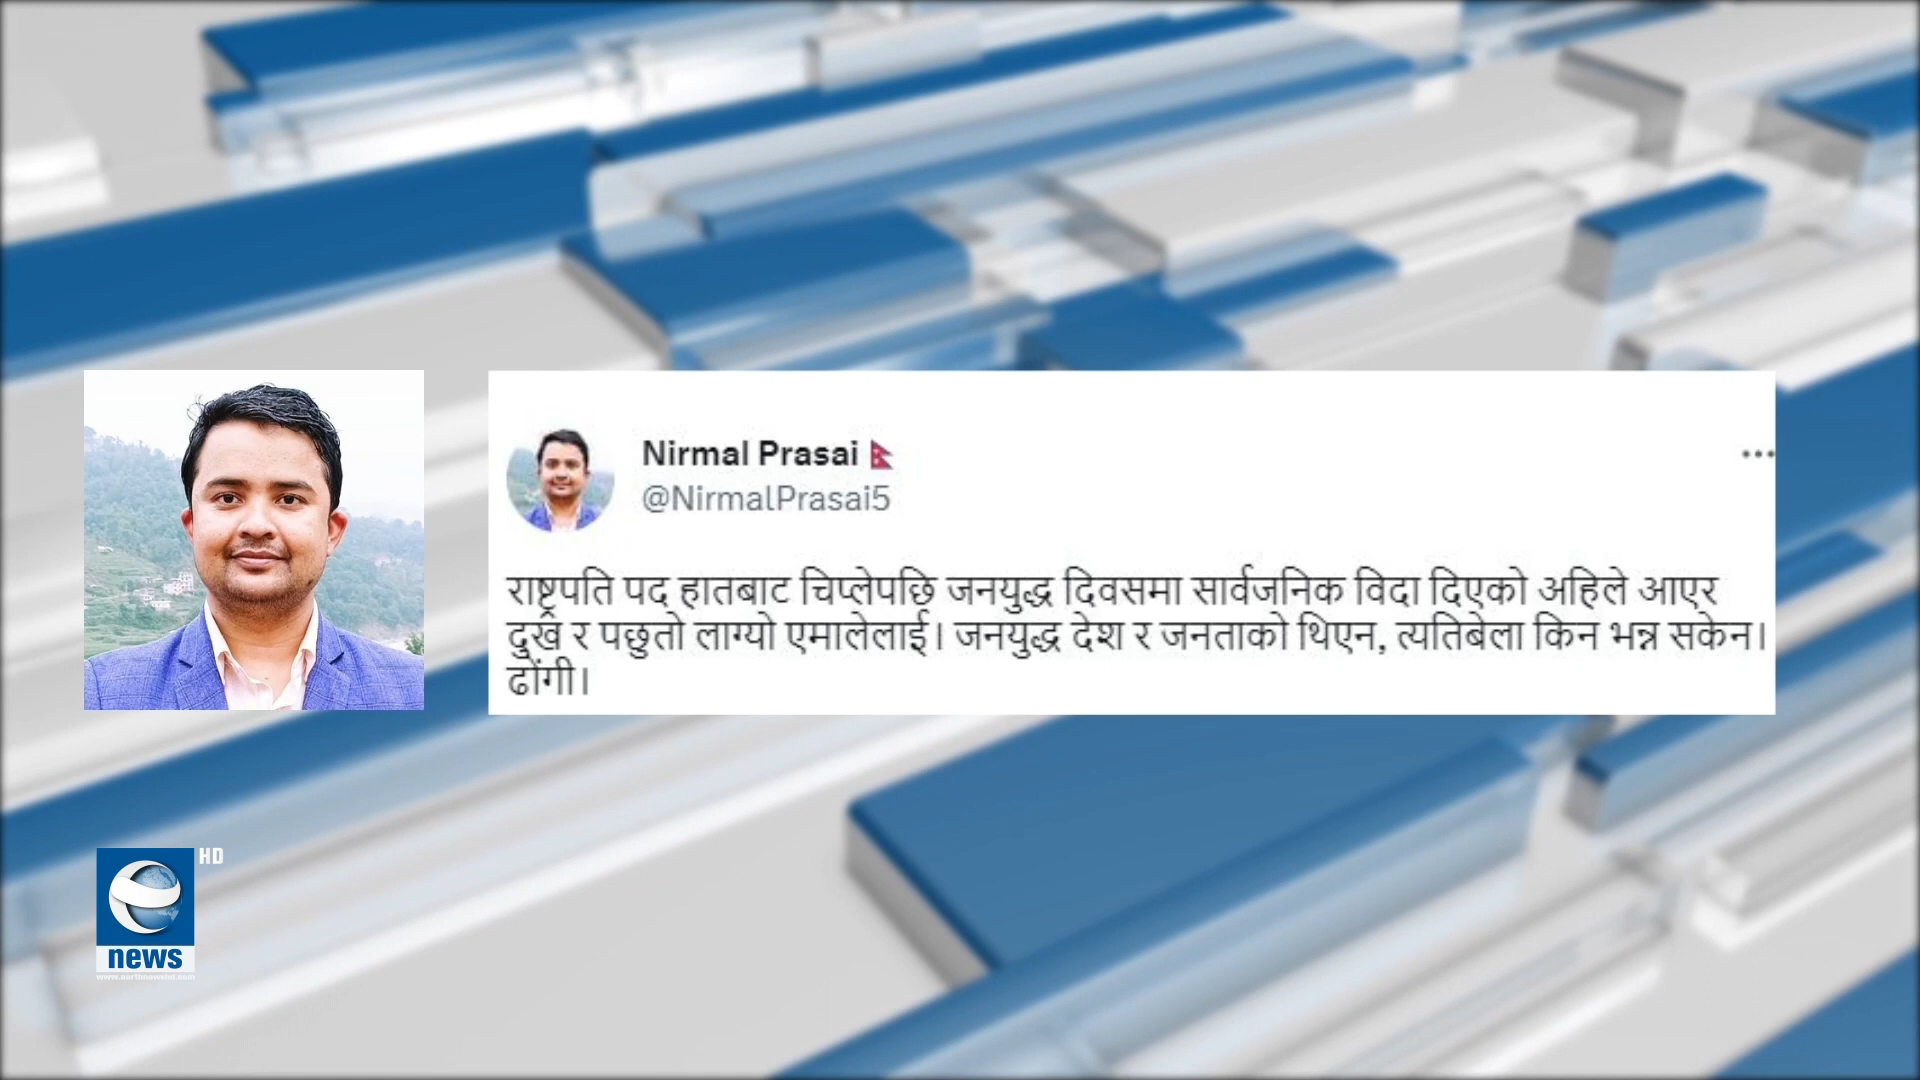 Nirmal Prasai 🇳🇵
@NirmalPrasai5
राष्ट्रपति पद हातबाट चिप्लेपछि जनयुद्ध दिवसमा सार्वजनिक विदा दिएको अहिले आएर
दुख र पछुतो लाग्यो एमालेलाई। जनयुद्ध देश र जनताको थिएन, त्यतिबेला किन भन्न सकेन।
ढोंगी।
HD
news